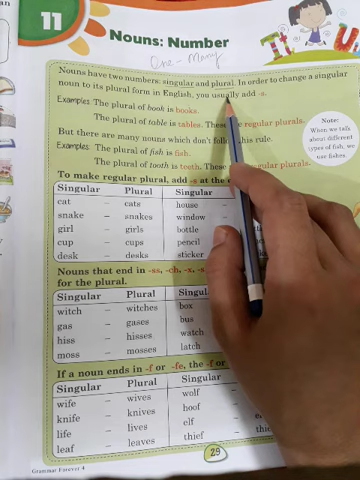 11
Nouns: Number
One - Many
Nouns have two numbers: singular and plural. In order to change a singular
noun to its plural form in English, you usually add -s.
Examples The plural of book is books.
The plural of table is tables. These regular plurals.
But there are many nouns which don't follow this rule.
Examples The plural of fish is fish.
The plural of tooth is teeth.
Note:
When we talk
about different
types of fish, we
use fishes.
To make regular plural, add -s at the
Singular Plural Singular
cat – cats house
snake – snakes window
girl – girls bottle
cup – cups pencil
desk – desks sticker
Nouns that end in -ss, -ch, -x, -s
for the plural.
Singular Plural
witch – witches box
gas – gases bus
hiss – hisses watch
moss – mosses latch
If a noun ends in -f or -fe, the -f or
Singular Plural Singular
wife – wives wolf
knife – knives hoof
life – lives elf
leaf – leaves thief
29
Grammar Forever 4